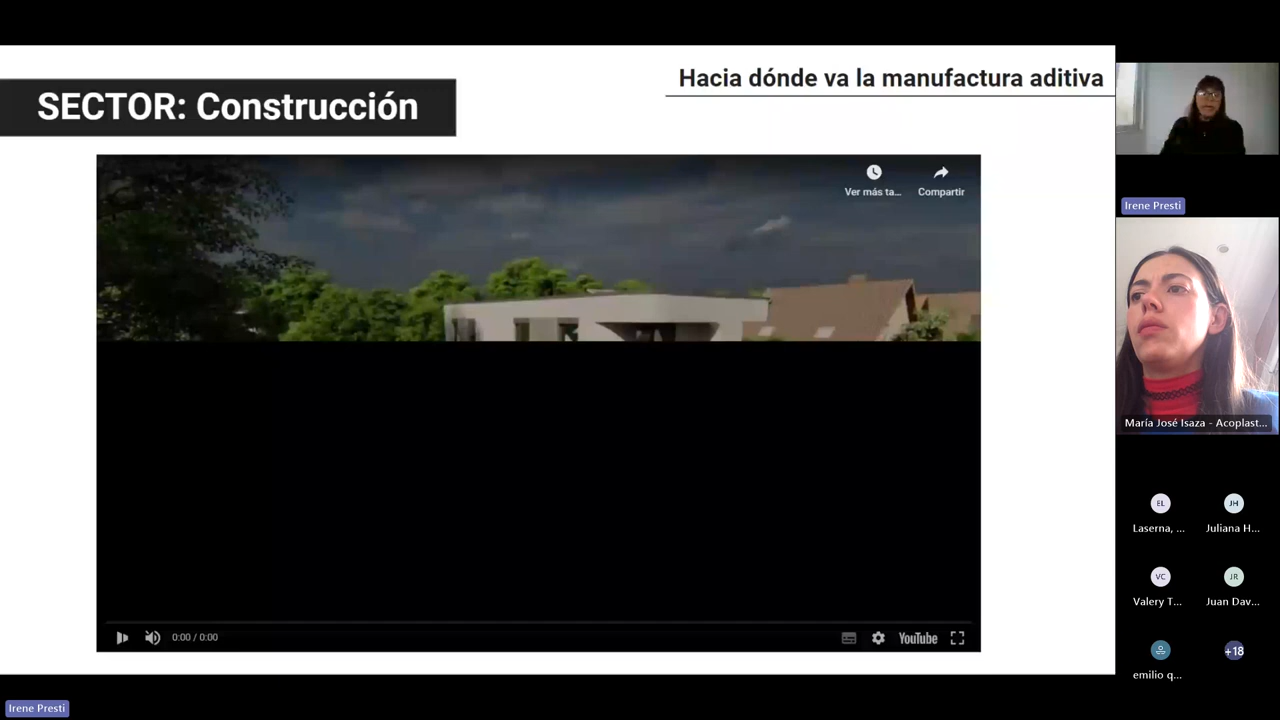 Hacia dónde va la manufactura aditiva
SECTOR: Construcción
Ver más ta...
Compartir
0:00 / 0:00
YouTube
Irene Presti
María José Isaza - Acoplast...
EL
JH
Laserna, ...
Juliana H...
VC
JR
Valery T...
Juan Dav...
+18
emilio q...
Irene Presti